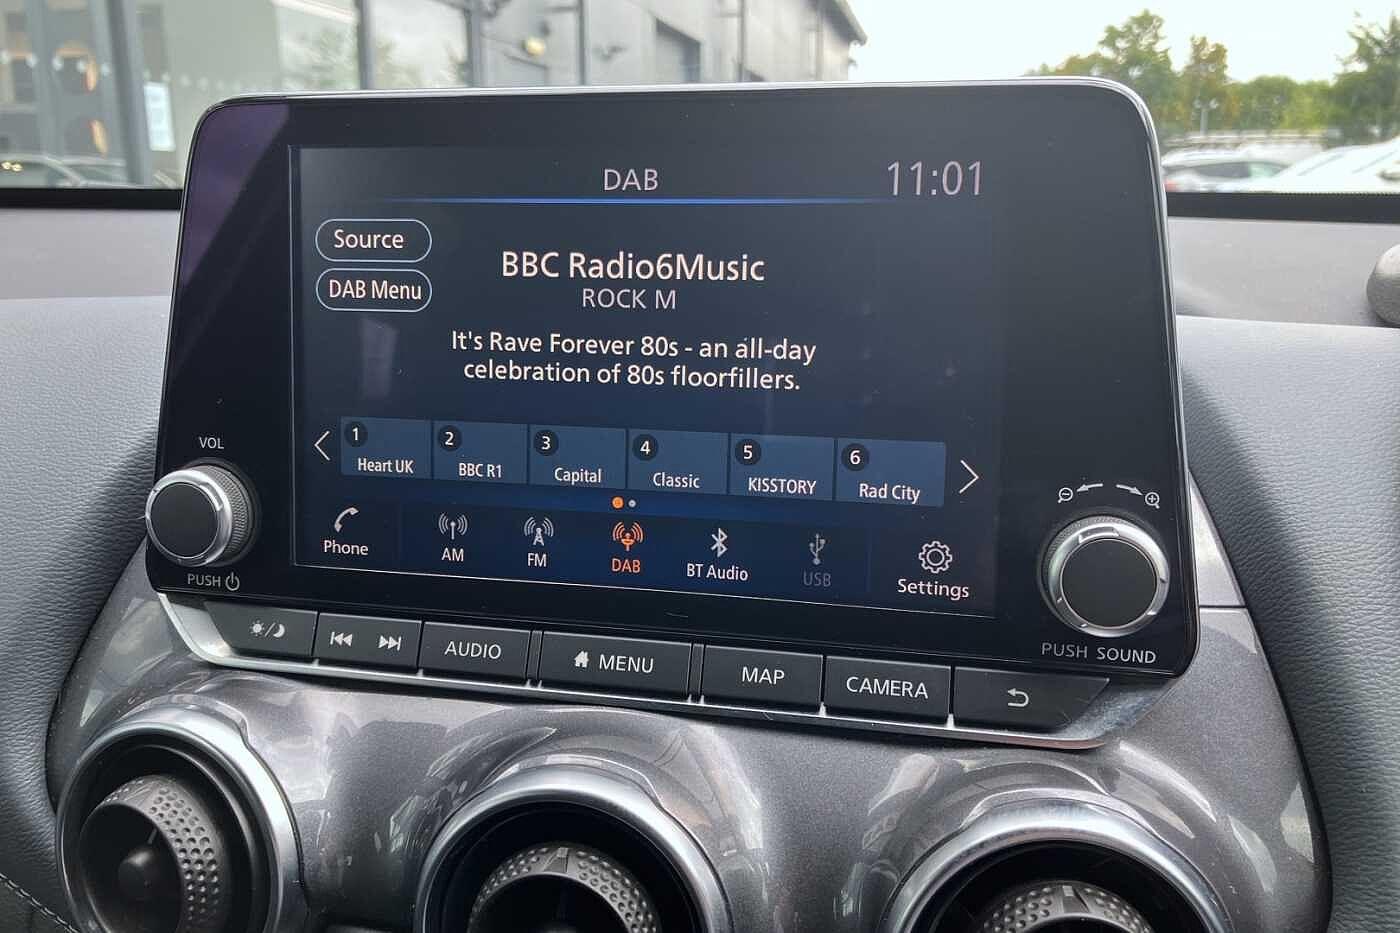 DAB
11:01
Source
DAB Menu
BBC Radio6Music
ROCK M
It's Rave Forever 80s - an all-day
celebration of 80s floorfillers.
1
Heart UK
2
BBC R1
3
Capital
4
Classic
5
KISSTORY
6
Rad City
VOL
Phone
AM
FM
DAB
BT Audio
USB
Settings
PUSH
PUSH SOUND
AUDIO
MENU
MAP
CAMERA